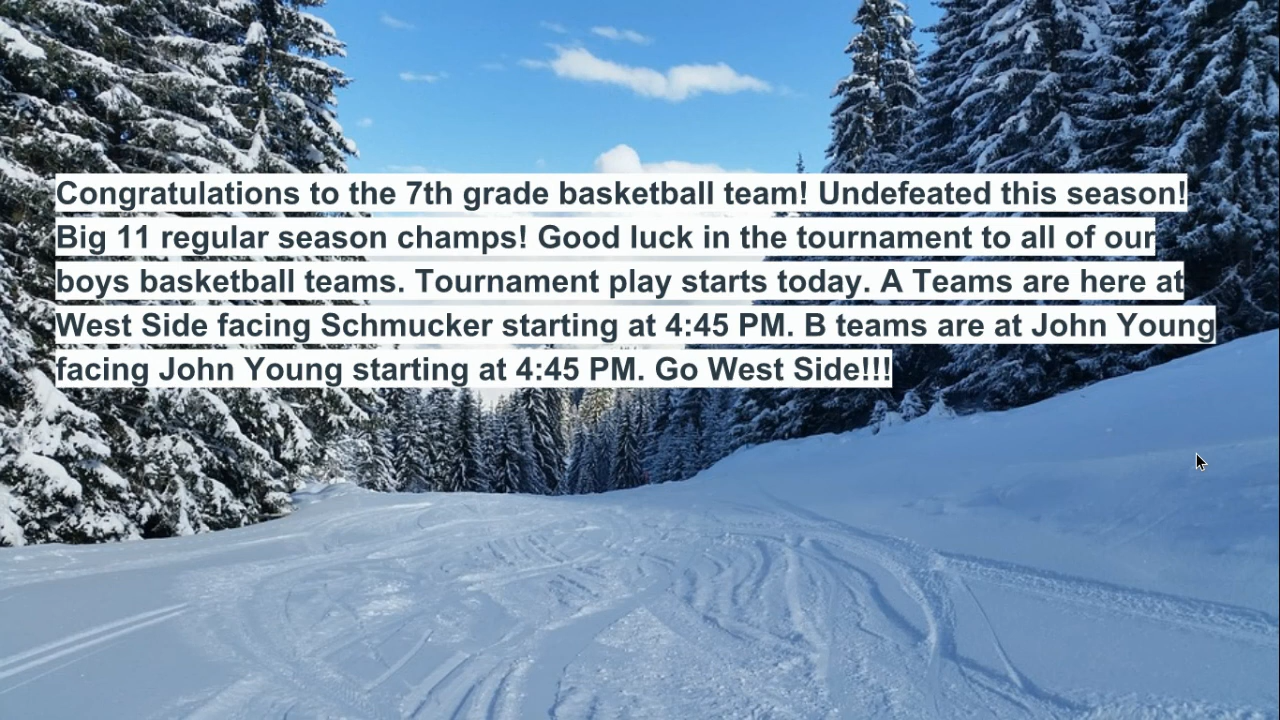 Congratulations to the 7th grade basketball team! Undefeated this season!
Big 11 regular season champs! Good luck in the tournament to all of our
boys basketball teams. Tournament play starts today. A Teams are here at
West Side facing Schmucker starting at 4:45 PM. B teams are at John Young
facing John Young starting at 4:45 PM. Go West Side!!!